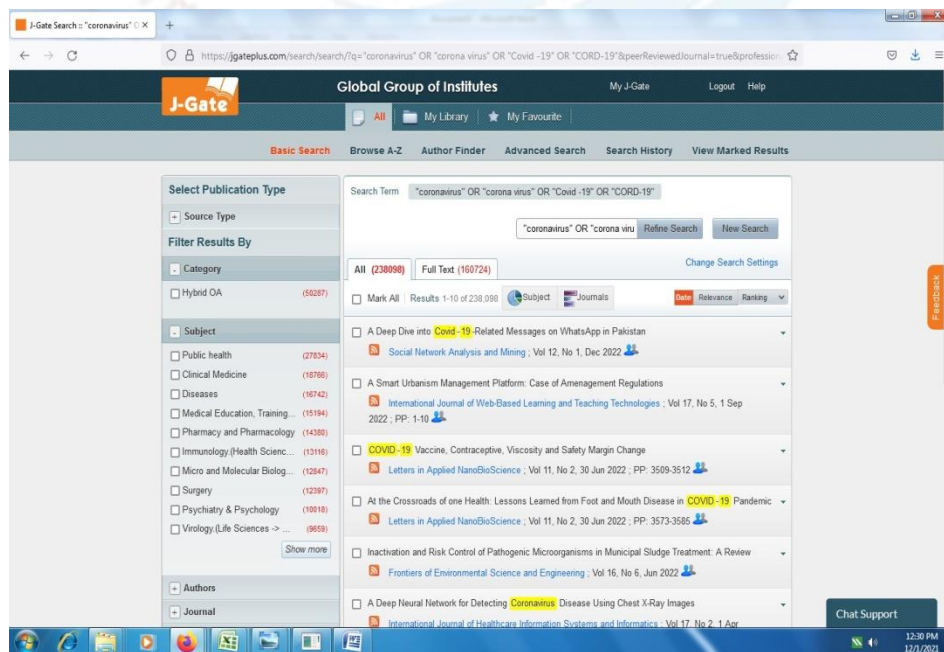 J-Gate Search :: "coronavirus" O
https://jgateplus.com/search/search/?q="coronavirus" OR "corona virus" OR "Covid -19" OR "CORD-19"&peerReviewedJournal=true&profession
J-Gate
Global Group of Institutes
My J-Gate Logout Help
All My Library My Favourite
Basic Search Browse A-Z Author Finder Advanced Search Search History View Marked Results
Select Publication Type
+ Source Type
Filter Results By
- Category
Hybrid OA (50287)
- Subject
Public health (27834)
Clinical Medicine (18766)
Diseases (16742)
Medical Education, Training... (15194)
Pharmacy and Pharmacology (14380)
Immunology.(Health Scienc... (13116)
Micro and Molecular Biolog... (12847)
Surgery (12397)
Psychiatry & Psychology (10018)
Virology.(Life Sciences -> ... (9659)
Show more
+ Authors
+ Journal
Search Term "coronavirus" OR "corona virus" OR "Covid -19" OR "CORD-19"
"coronavirus" OR "corona viru Refine Search New Search
All (238098) Full Text (160724) Change Search Settings
Mark All Results 1-10 of 238,098 Subject Journals Date Relevance Ranking
A Deep Dive into Covid -19 -Related Messages on WhatsApp in Pakistan
Social Network Analysis and Mining ; Vol 12, No 1, Dec 2022
A Smart Urbanism Management Platform: Case of Amenagement Regulations
International Journal of Web-Based Learning and Teaching Technologies ; Vol 17, No 5, 1 Sep
2022 ; PP: 1-10
COVID -19 Vaccine, Contraceptive, Viscosity and Safety Margin Change
Letters in Applied NanoBioScience ; Vol 11, No 2, 30 Jun 2022 ; PP: 3509-3512
At the Crossroads of one Health: Lessons Learned from Foot and Mouth Disease in COVID -19 Pandemic
Letters in Applied NanoBioScience ; Vol 11, No 2, 30 Jun 2022 ; PP: 3573-3585
Inactivation and Risk Control of Pathogenic Microorganisms in Municipal Sludge Treatment: A Review
Frontiers of Environmental Science and Engineering ; Vol 16, No 6, Jun 2022
A Deep Neural Network for Detecting Coronavirus Disease Using Chest X-Ray Images
International Journal of Healthcare Information Systems and Informatics ; Vol 17, No 2, 1 Apr
Feedback
Chat Support
12:30 PM
12/1/2021